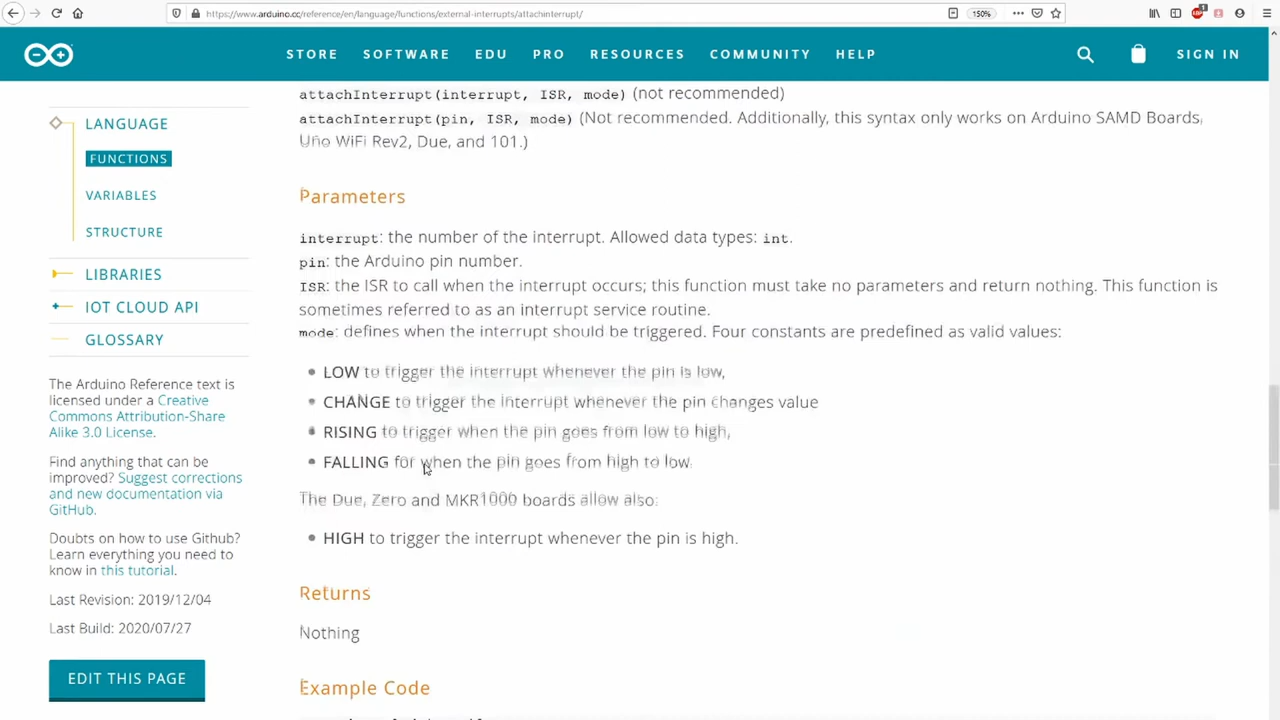 https://www.arduino.cc/reference/en/language/functions/external-interrupts/attachinterrupt/
150%
1
STORE SOFTWARE EDU PRO RESOURCES COMMUNITY HELP SIGN IN
LANGUAGE
FUNCTIONS
VARIABLES
STRUCTURE
LIBRARIES
IOT CLOUD API
GLOSSARY
The Arduino Reference text is
licensed under a Creative
Commons Attribution-Share
Alike 3.0 License.
Find anything that can be
improved? Suggest corrections
and new documentation via
GitHub.
Doubts on how to use Github?
Learn everything you need to
know in this tutorial.
Last Revision: 2019/12/04
Last Build: 2020/07/27
EDIT THIS PAGE
attachInterrupt(interrupt, ISR, mode) (not recommended)
attachInterrupt(pin, ISR, mode) (Not recommended. Additionally, this syntax only works on Arduino SAMD Boards,
Uno WiFi Rev2, Due, and 101.)
Parameters
interrupt: the number of the interrupt. Allowed data types: int.
pin: the Arduino pin number.
ISR: the ISR to call when the interrupt occurs; this function must take no parameters and return nothing. This function is
sometimes referred to as an interrupt service routine.
mode: defines when the interrupt should be triggered. Four constants are predefined as valid values:
• LOW to trigger the interrupt whenever the pin is low,
• CHANGE to trigger the interrupt whenever the pin changes value
• RISING to trigger when the pin goes from low to high,
• FALLING for when the pin goes from high to low.
The Due, Zero and MKR1000 boards allow also:
• HIGH to trigger the interrupt whenever the pin is high.
Returns
Nothing
Example Code